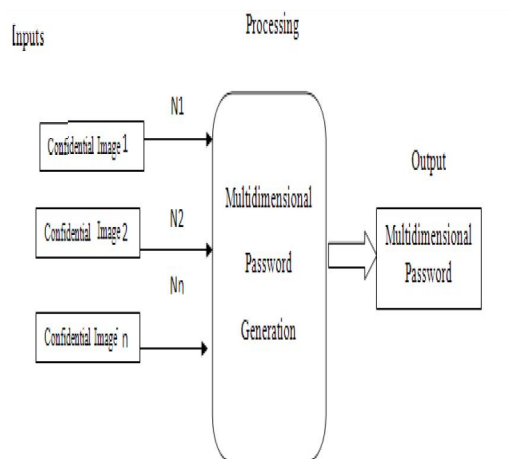 Processing
Inputs
N1
Confidential Image 1
Output
Multidimensional
N2
Confidential Image 2
Multidimensional
Password
Password
Nn
Generation
Confidential Image n